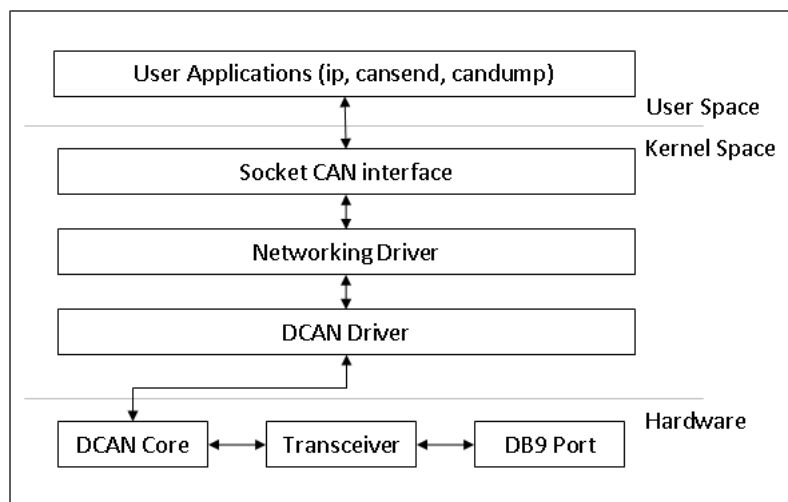 User Applications (ip, cansend, candump)
User Space
Kernel Space
Socket CAN interface
Networking Driver
DCAN Driver
Hardware
DCAN Core
Transceiver
DB9 Port